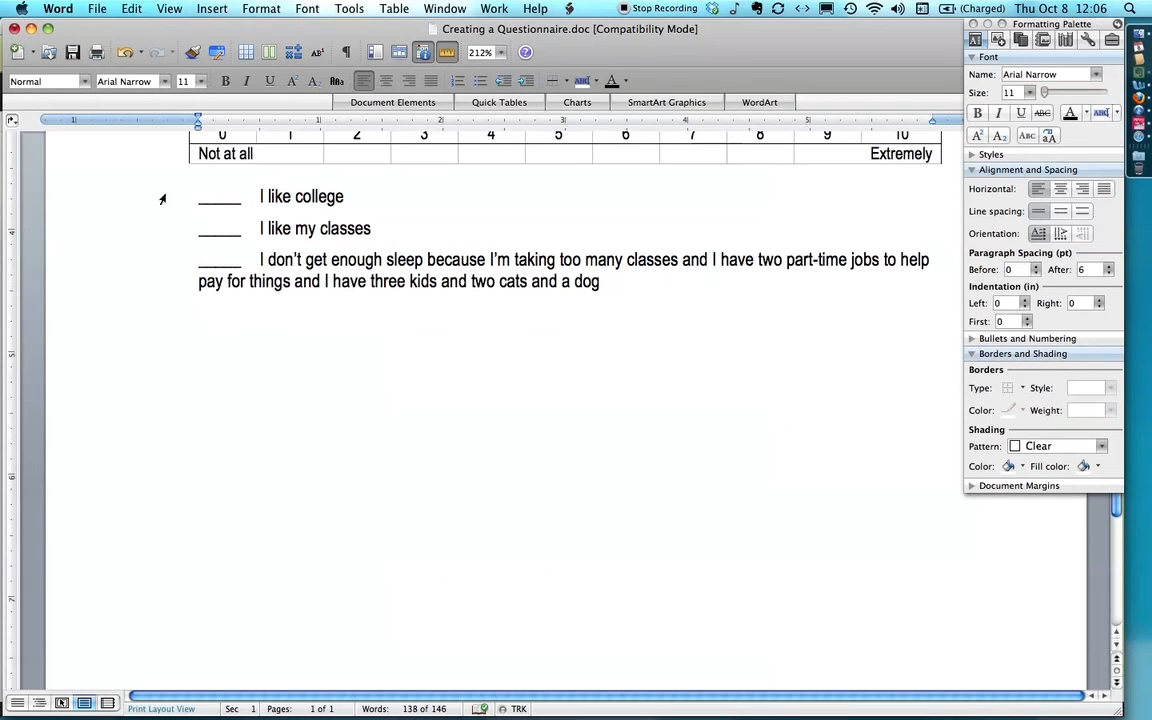 Word File Edit View Insert Format Font Tools Table Window Work Help Stop Recording (Charged) Thu Oct 8 12:06
Creating a Questionnaire.doc [Compatibility Mode]
Formatting Palette
212%
Normal Arial Narrow 11 B I U A² A₂ Aa
Document Elements Quick Tables Charts SmartArt Graphics WordArt
0 1 2 3 4 5 6 7 8 9 10
Not at all Extremely
_____ I like college
_____ I like my classes
_____ I don't get enough sleep because I'm taking too many classes and I have two part-time jobs to help
pay for things and I have three kids and two cats and a dog
Font
Name: Arial Narrow
Size: 11
B I U ABC A
A² A₂ ABC
Styles
Alignment and Spacing
Horizontal:
Line spacing:
Orientation:
Paragraph Spacing (pt)
Before: 0 After: 6
Indentation (in)
Left: 0 Right: 0
First: 0
Bullets and Numbering
Borders and Shading
Borders
Type: Style:
Color: Weight:
Shading
Pattern: Clear
Color: Fill color:
Document Margins
Print Layout View Sec 1 Pages: 1 of 1 Words: 138 of 146 TRK